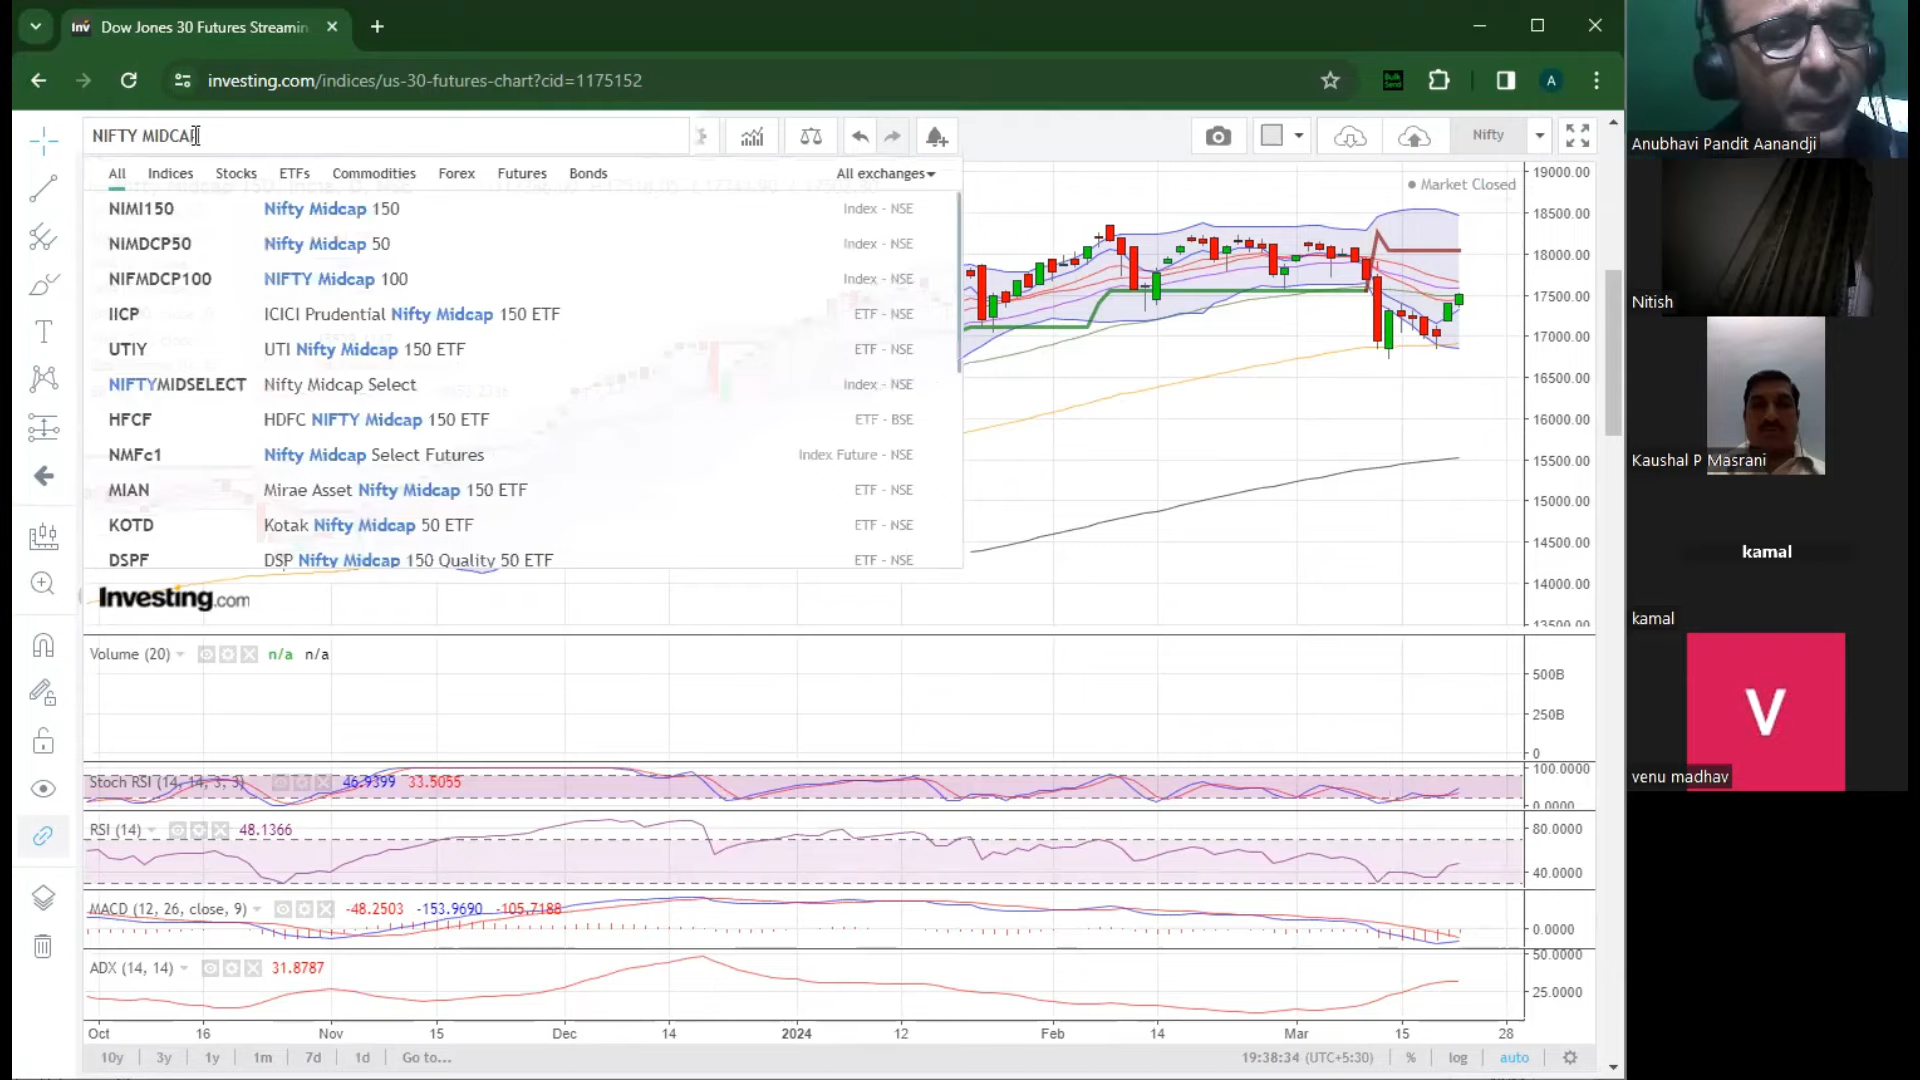 Dow Jones 30 Futures Streamin
investing.com/indices/us-30-futures-chart?cid=1175152
A
NIFTY MIDCAP
Nifty
All Indices Stocks ETFs Commodities Forex Futures Bonds All exchanges
NIMI150 Nifty Midcap 150 Index - NSE
NIMDCP50 Nifty Midcap 50 Index - NSE
NIFMDCP100 NIFTY Midcap 100 Index - NSE
IICP ICICI Prudential Nifty Midcap 150 ETF ETF - NSE
UTIY UTI Nifty Midcap 150 ETF ETF - NSE
NIFTYMIDSELECT Nifty Midcap Select Index - NSE
HFCF HDFC NIFTY Midcap 150 ETF ETF - BSE
NMFc1 Nifty Midcap Select Futures Index Future - NSE
MIAN Mirae Asset Nifty Midcap 150 ETF ETF - NSE
KOTD Kotak Nifty Midcap 50 ETF ETF - NSE
DSPF DSP Nifty Midcap 150 Quality 50 ETF ETF - NSE
Market Closed
19000.00
18500.00
18000.00
17500.00
17000.00
16500.00
16000.00
15500.00
15000.00
14500.00
14000.00
13500.00
Investing.com
Volume (20) n/a n/a
500B
250B
0
Stoch RSI (14, 14, 3, 3) 46.9399 33.5055
100.0000
0.0000
RSI (14) 48.1366
80.0000
40.0000
MACD (12, 26, close, 9) -48.2503 -153.9690 -105.7188
0.0000
ADX (14, 14) 31.8787
50.0000
25.0000
Oct 16 Nov 15 Dec 14 2024 12 Feb 14 Mar 15 28
10y 3y 1y 1m 7d 1d Go to... 19:38:34 (UTC+5:30) % log auto
Anubhavi Pandit Aanandji
Nitish
Kaushal P Masrani
kamal
kamal
V
venu madhav